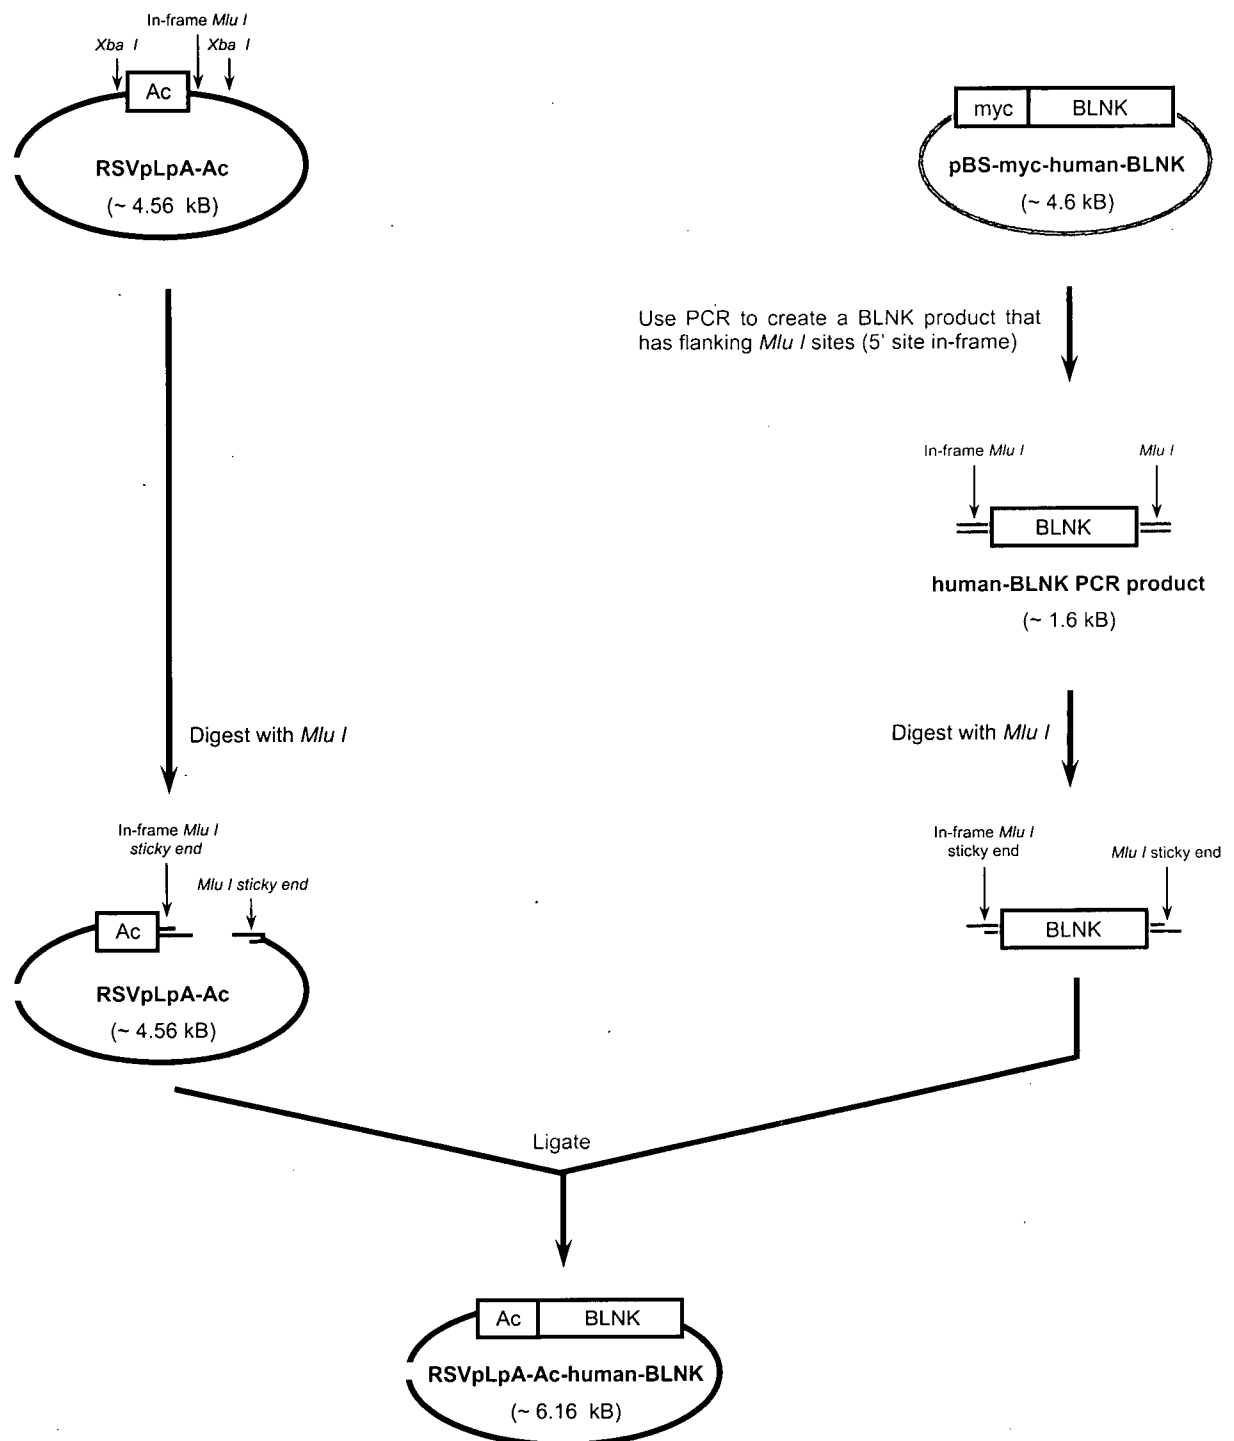 In-frame Mlu I
Xba I
Xba I
Ac
RSVpLpA-Ac
(~ 4.56 kB)
myc
BLNK
pBS-myc-human-BLNK
(~ 4.6 kB)
Use PCR to create a BLNK product that
has flanking Mlu I sites (5' site in-frame)
In-frame Mlu I
Mlu I
BLNK
human-BLNK PCR product
(~ 1.6 kB)
Digest with Mlu I
Digest with Mlu I
In-frame Mlu I
sticky end
Mlu I sticky end
Ac
RSVpLpA-Ac
(~ 4.56 kB)
In-frame Mlu I
sticky end
Mlu I sticky end
BLNK
Ligate
Ac
BLNK
RSVpLpA-Ac-human-BLNK
(~ 6.16 kB)